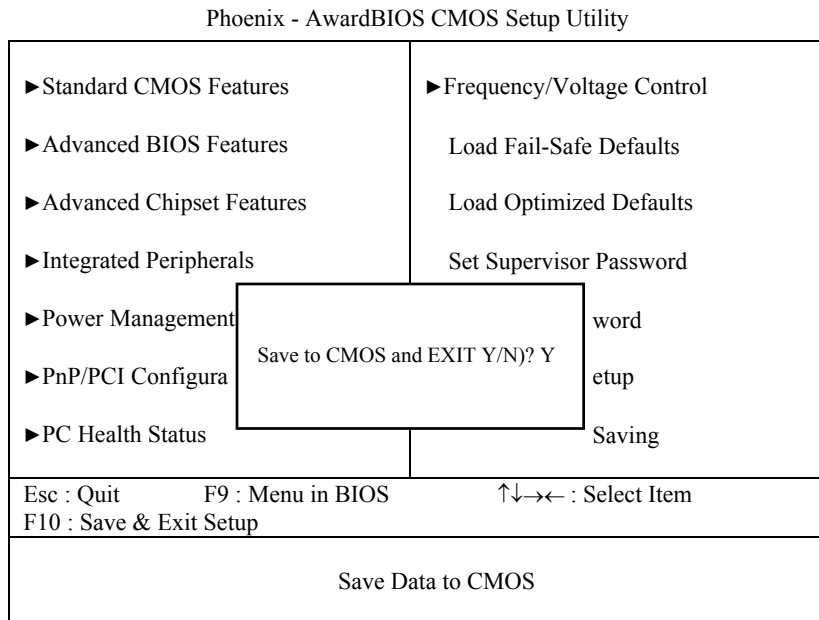 Phoenix - AwardBIOS CMOS Setup Utility
►Standard CMOS Features
►Advanced BIOS Features
►Advanced Chipset Features
►Integrated Peripherals
►Power Management
►PnP/PCI Configura
►PC Health Status
►Frequency/Voltage Control
Load Fail-Safe Defaults
Load Optimized Defaults
Set Supervisor Password
word
etup
Saving
Save to CMOS and EXIT Y/N)? Y
Esc : Quit F9 : Menu in BIOS ↑↓→← : Select Item
F10 : Save & Exit Setup
Save Data to CMOS